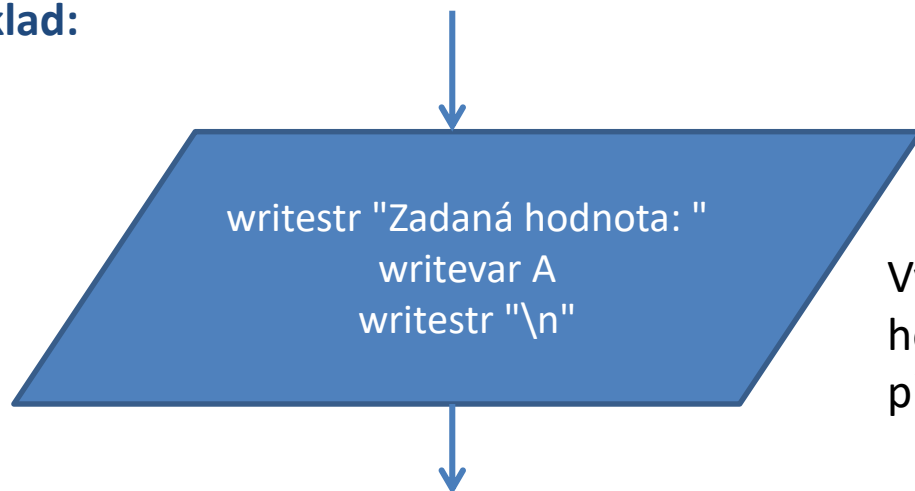 klad:
writestr "Zadaná hodnota: "
writevar A
writestr "\n"